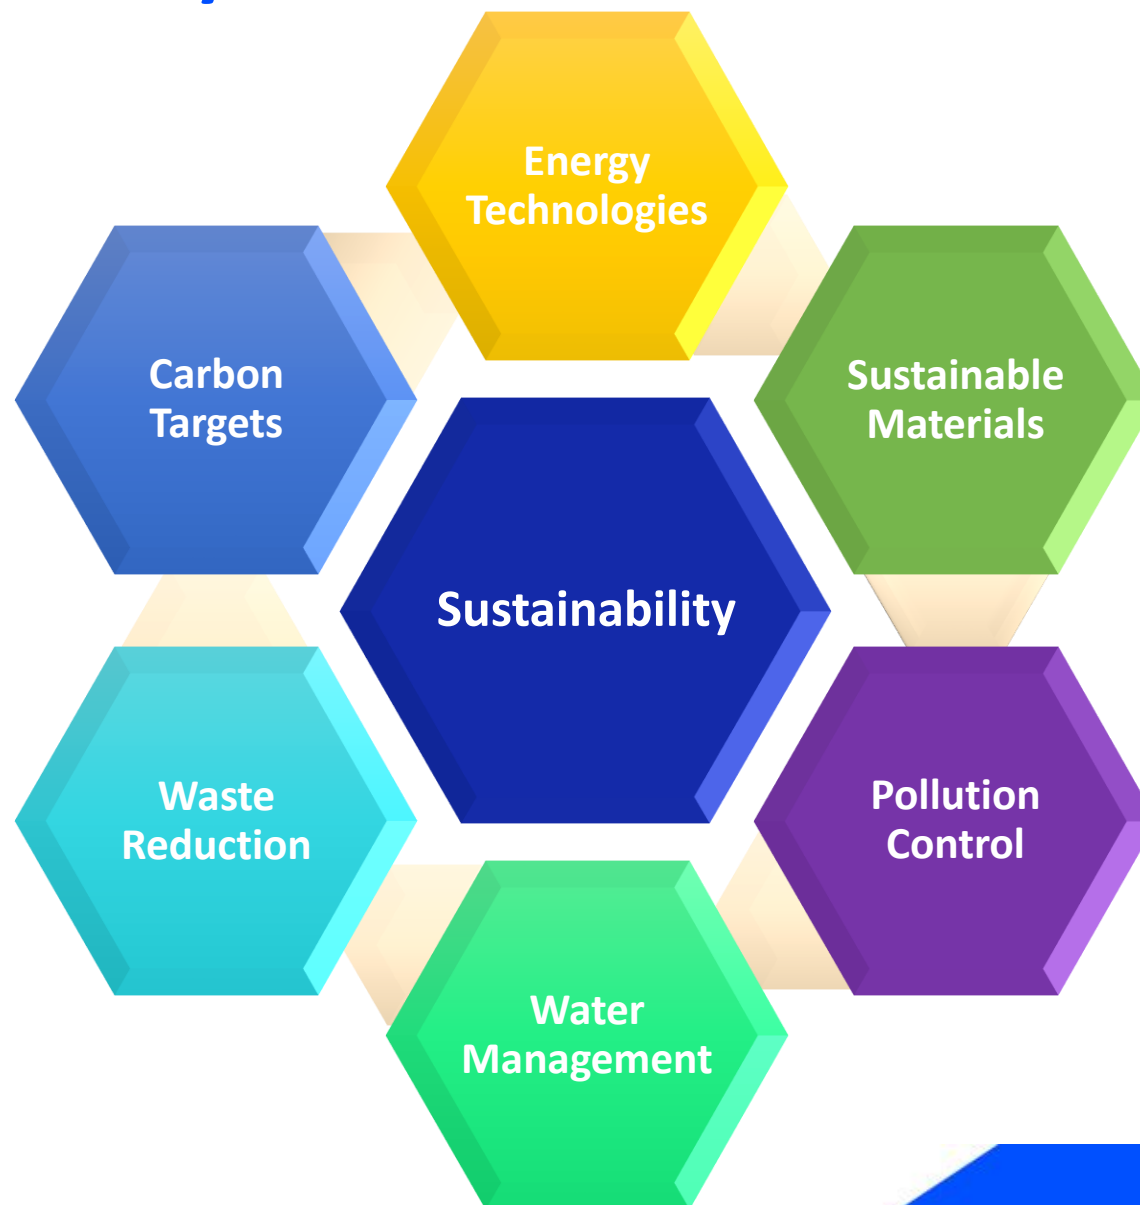 Energy
Technologies
Carbon
Targets
Sustainable
Materials
Sustainability
Waste
Reduction
Pollution
Control
Water
Management